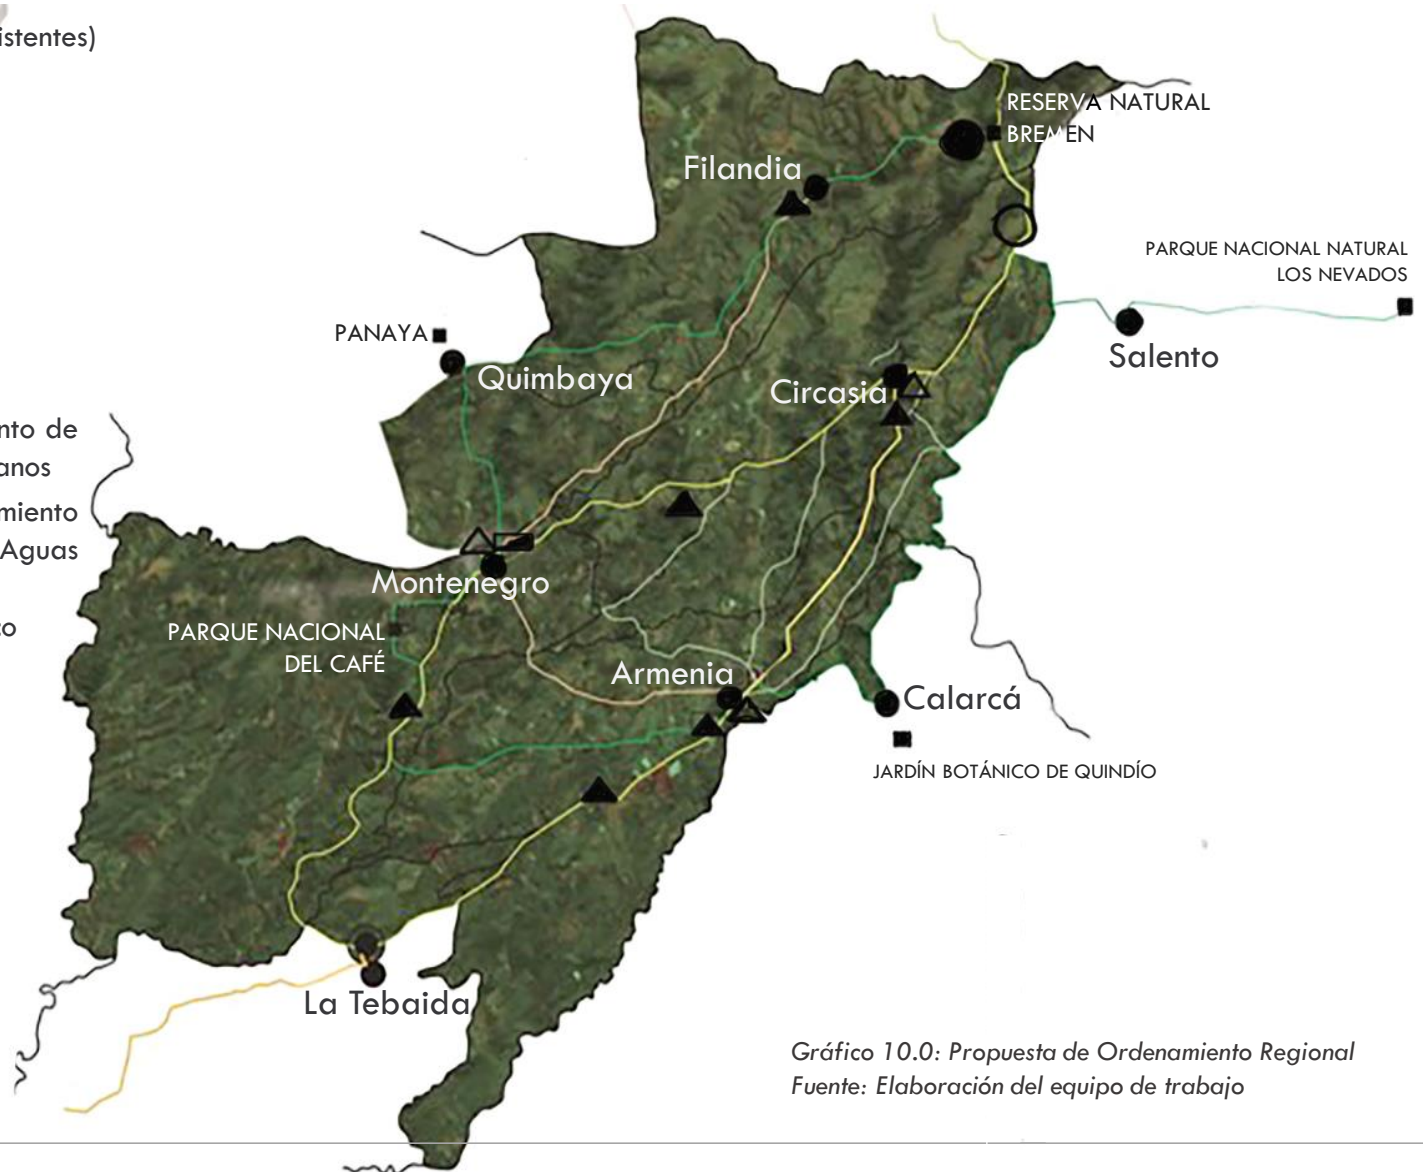 istentes)
RESERVA NATURAL
BREMEN
Filandia
PARQUE NACIONAL NATURAL
LOS NEVADOS
PANAYA
Salento
Quimbaya
Circasia
nto de
anos
miento
Aguas
Montenegro
co
PARQUE NACIONAL
DEL CAFÉ
Armenia
Calarcá
JARDÍN BOTÁNICO DE QUINDÍO
La Tebaida
Gráfico 10.0: Propuesta de Ordenamiento Regional
Fuente: Elaboración del equipo de trabajo